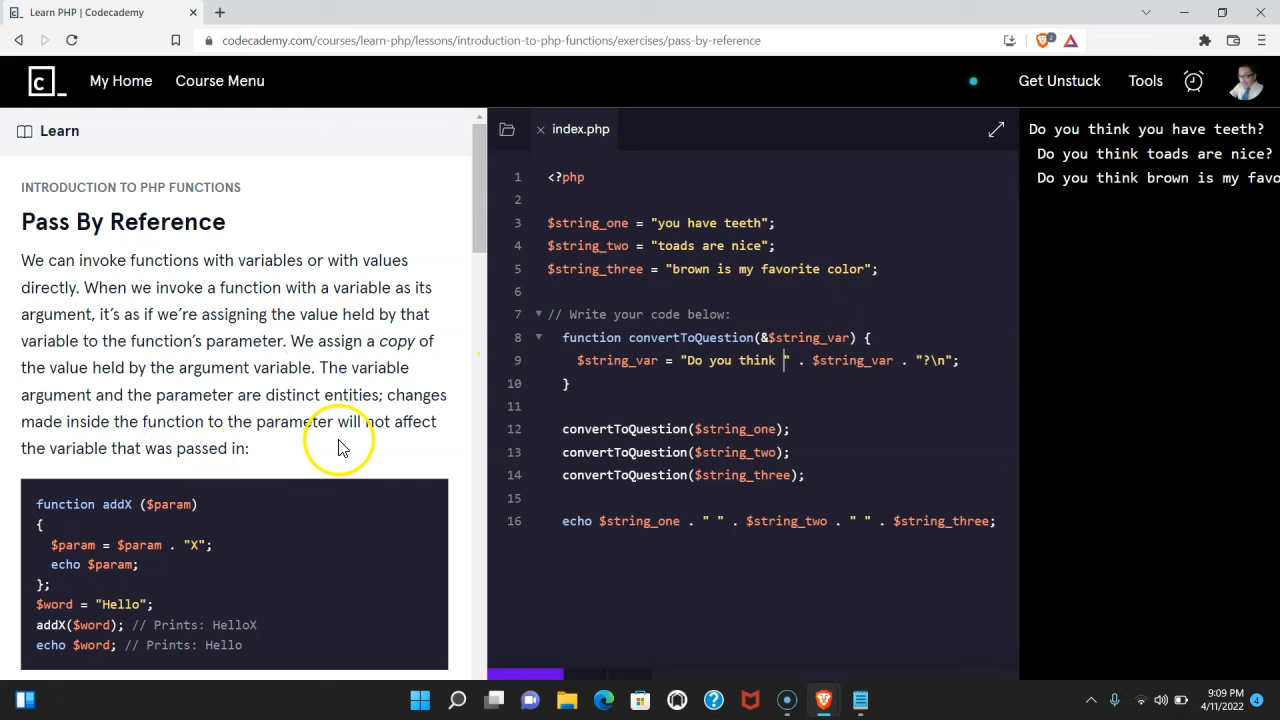 Learn PHP | Codecademy
codecademy.com/courses/learn-php/lessons/introduction-to-php-functions/exercises/pass-by-reference
2
My Home
Course Menu
Get Unstuck
Tools
Learn
INTRODUCTION TO PHP FUNCTIONS
Pass By Reference
We can invoke functions with variables or with values
directly. When we invoke a function with a variable as its
argument, it's as if we're assigning the value held by that
variable to the function's parameter. We assign a copy of
the value held by the argument variable. The variable
argument and the parameter are distinct entities; changes
made inside the function to the parameter will not affect
the variable that was passed in:
function addX ($param)
{
$param = $param . "X";
echo $param;
};
$word = "Hello";
addX($word); // Prints: HelloX
echo $word; // Prints: Hello
index.php
1 <?php
2
3 $string_one = "you have teeth";
4 $string_two = "toads are nice";
5 $string_three = "brown is my favorite color";
6
7 // Write your code below:
8 function convertToQuestion(&$string_var) {
9 $string_var = "Do you think " . $string_var . "?\n";
10 }
11
12 convertToQuestion($string_one);
13 convertToQuestion($string_two);
14 convertToQuestion($string_three);
15
16 echo $string_one . " " . $string_two . " " . $string_three;
Do you think you have teeth?
Do you think toads are nice?
Do you think brown is my favo
9:09 PM
4/11/2022
4